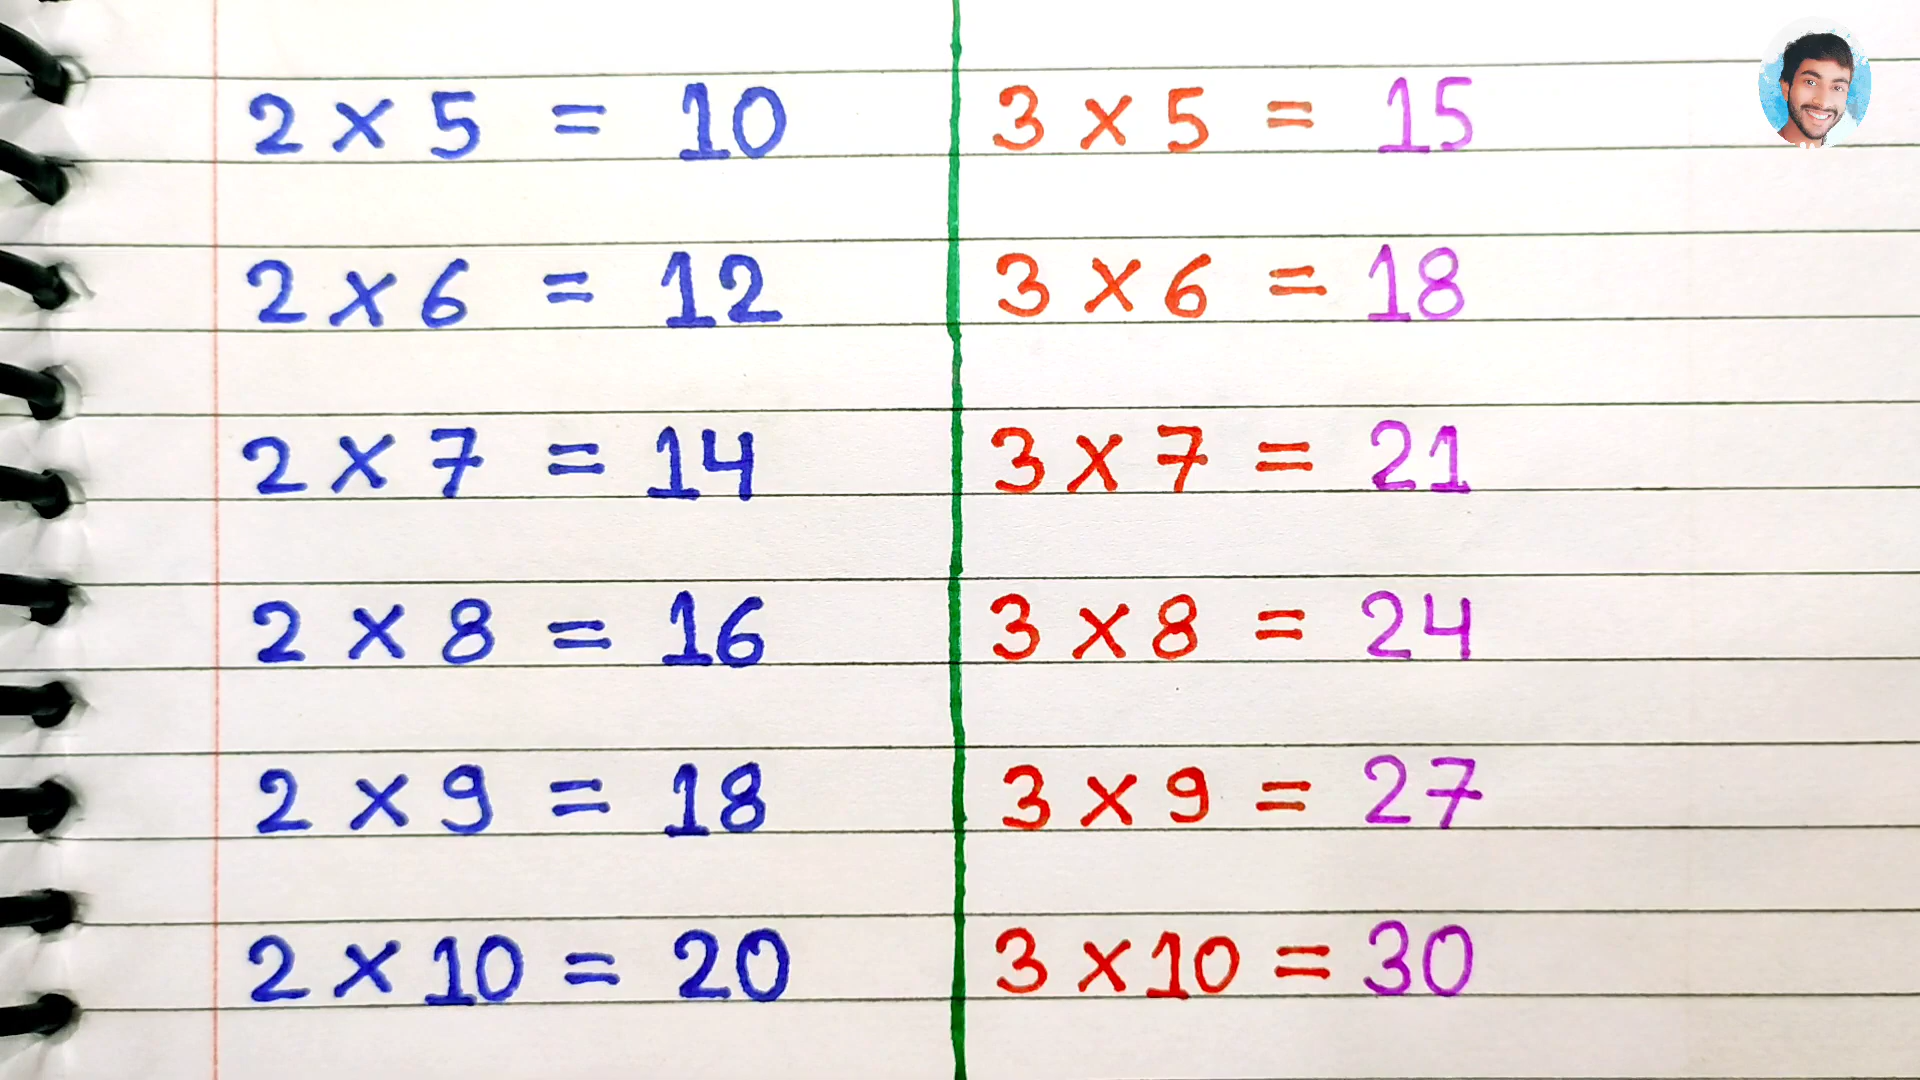 2 × 5 = 10
2 × 6 = 12
2 × 7 = 14
2 × 8 = 16
2 × 9 = 18
2 × 10 = 20
3 × 5 = 15
3 × 6 = 18
3 × 7 = 21
3 × 8 = 24
3 × 9 = 27
3 × 10 = 30